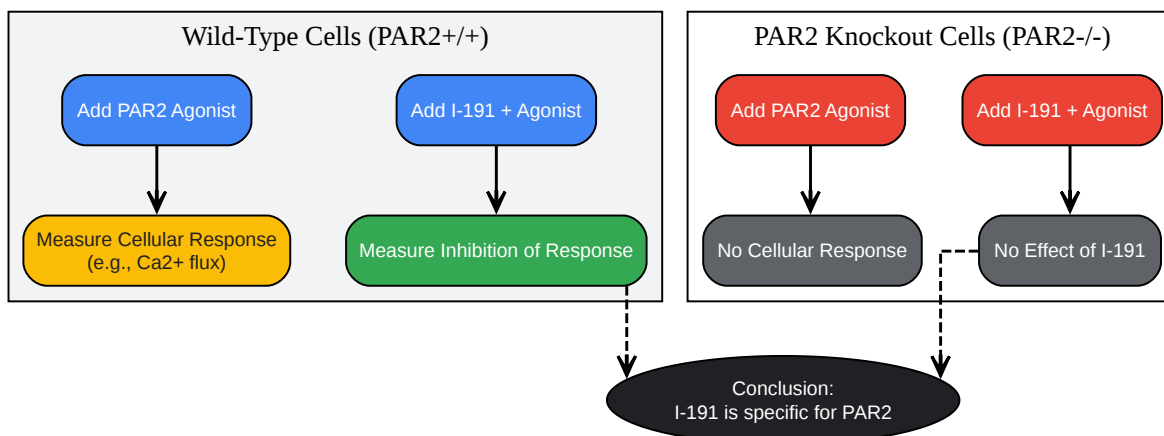 Wild-Type Cells (PAR2+/+)
Add PAR2 Agonist
Add I-191 + Agonist
Measure Cellular Response
(e.g., Ca2+ flux)
Measure Inhibition of Response
PAR2 Knockout Cells (PAR2-/-)
Add PAR2 Agonist
Add I-191 + Agonist
No Cellular Response
No Effect of I-191
Conclusion:
I-191 is specific for PAR2